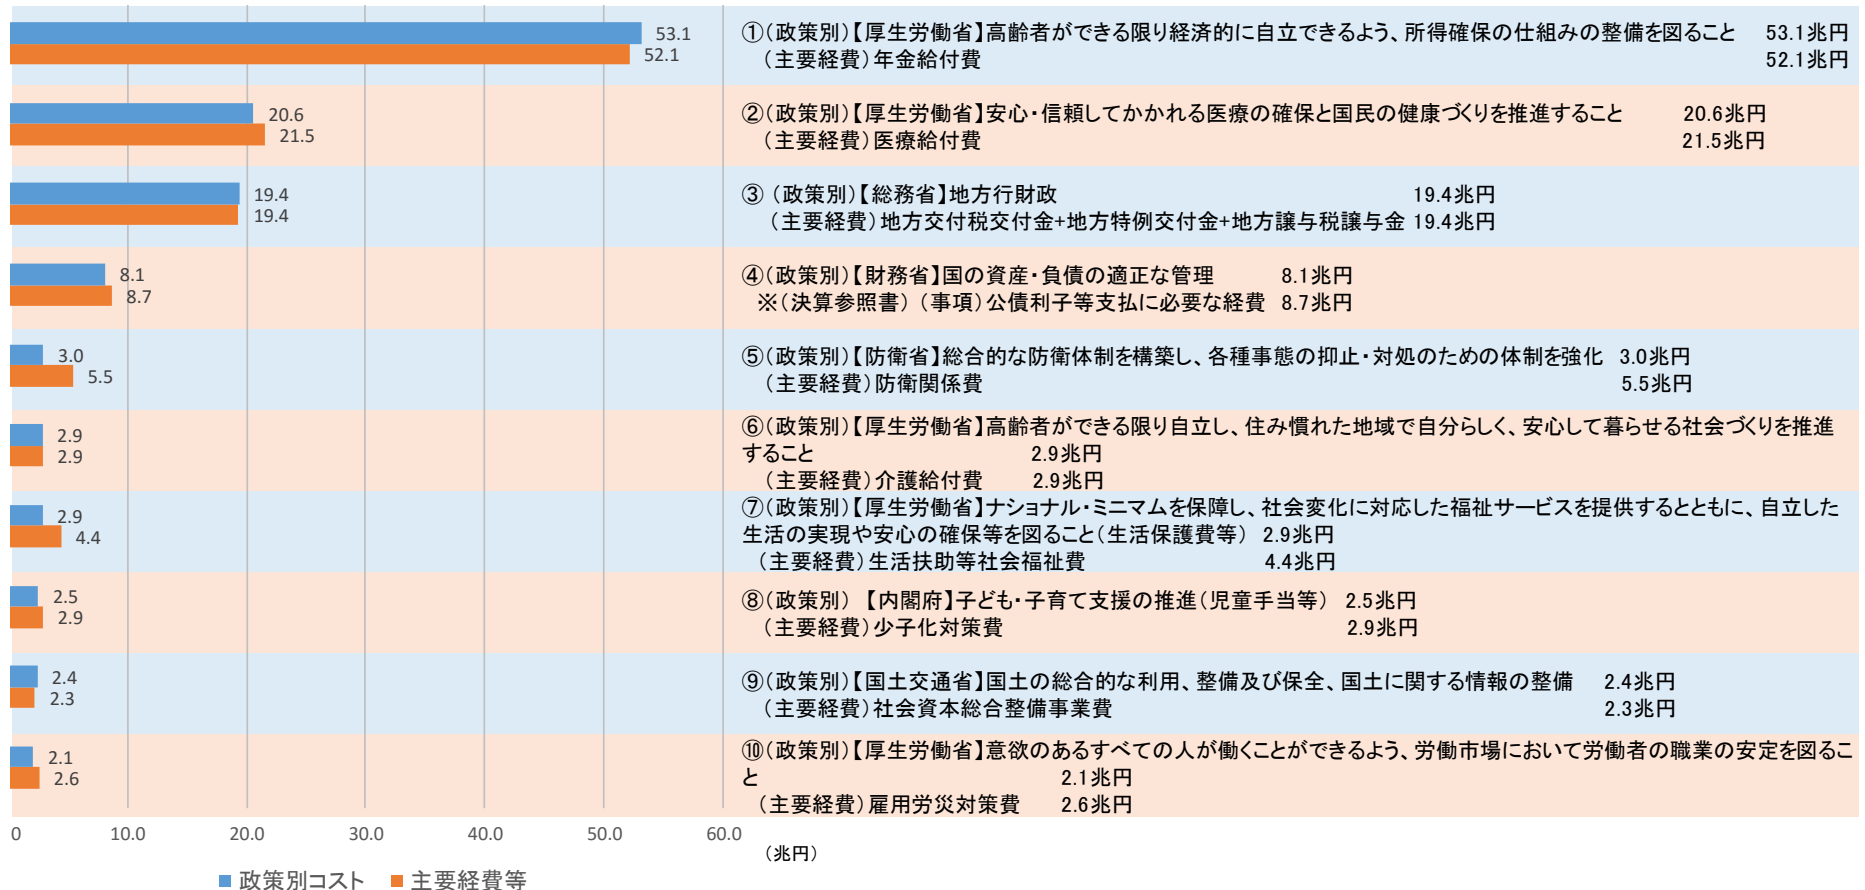 53.1
52.1
①(政策別)【厚生労働省】高齢者ができる限り経済的に自立できるよう、所得確保の仕組みの整備を図ること 53.1兆円
(主要経費)年金給付費 52.1兆円
20.6
21.5
②(政策別)【厚生労働省】安心・信頼してかかれる医療の確保と国民の健康づくりを推進すること 20.6兆円
(主要経費)医療給付費 21.5兆円
19.4
19.4
③ (政策別)【総務省】地方行財政 19.4兆円
(主要経費)地方交付税交付金+地方特例交付金+地方譲与税譲与金 19.4兆円
8.1
8.7
④(政策別)【財務省】国の資産・負債の適正な管理 8.1兆円
※(決算参照書) (事項)公債利子等支払に必要な経費 8.7兆円
3.0
5.5
⑤(政策別)【防衛省】総合的な防衛体制を構築し、各種事態の抑止・対処のための体制を強化 3.0兆円
(主要経費)防衛関係費 5.5兆円
2.9
2.9
⑥(政策別)【厚生労働省】高齢者ができる限り自立し、住み慣れた地域で自分らしく、安心して暮らせる社会づくりを推進
すること 2.9兆円
(主要経費)介護給付費 2.9兆円
2.9
4.4
⑦(政策別)【厚生労働省】ナショナル・ミニマムを保障し、社会変化に対応した福祉サービスを提供するとともに、自立した
生活の実現や安心の確保等を図ること(生活保護費等) 2.9兆円
(主要経費)生活扶助等社会福祉費 4.4兆円
2.5
2.9
⑧(政策別) 【内閣府】子ども・子育て支援の推進(児童手当等) 2.5兆円
(主要経費)少子化対策費 2.9兆円
2.4
2.3
⑨(政策別)【国土交通省】国土の総合的な利用、整備及び保全、国土に関する情報の整備 2.4兆円
(主要経費)社会資本総合整備事業費 2.3兆円
2.1
2.6
⑩(政策別)【厚生労働省】意欲のあるすべての人が働くことができるよう、労働市場において労働者の職業の安定を図るこ
と 2.1兆円
(主要経費)雇用労災対策費 2.6兆円
0 10.0 20.0 30.0 40.0 50.0 60.0
(兆円)
政策別コスト 主要経費等